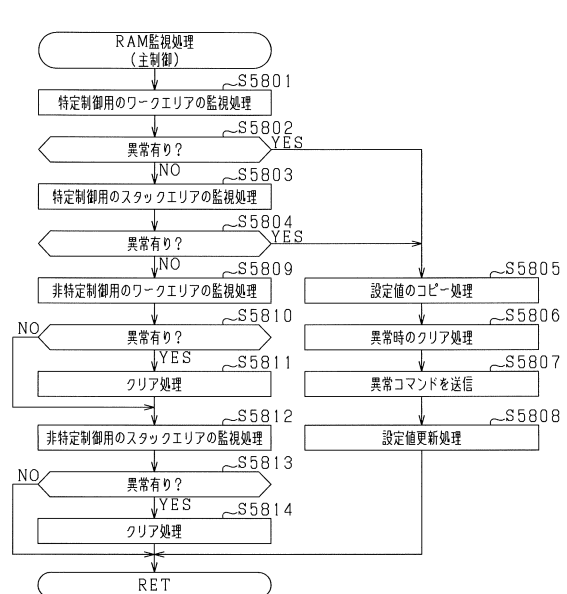 RAM監視処理
(主制御)
S5801
特定制御用のワークエリアの監視処理
S5802
異常有り?
YES
NO
S5803
特定制御用のスタックエリアの監視処理
S5804
異常有り?
YES
NO
S5809
非特定制御用のワークエリアの監視処理
S5810
異常有り?
NO
YES
S5811
クリア処理
S5812
非特定制御用のスタックエリアの監視処理
S5813
異常有り?
NO
YES
S5814
クリア処理
S5805
設定値のコピー処理
S5806
異常時のクリア処理
S5807
異常コマンドを送信
S5808
設定値更新処理
RET